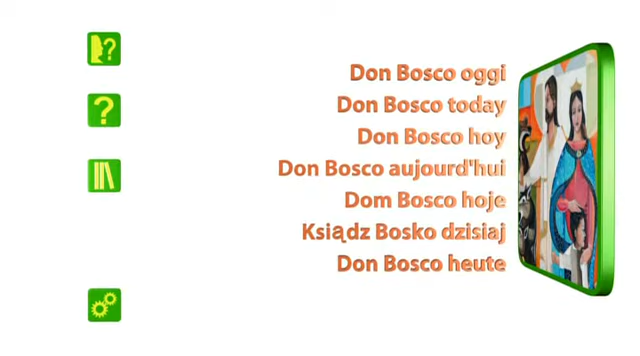 Don Bosco oggi
Don Bosco today
Don Bosco hoy
Don Bosco aujourd'hui
Dom Bosco hoje
Ksiądz Bosko dzisiaj
Don Bosco heute